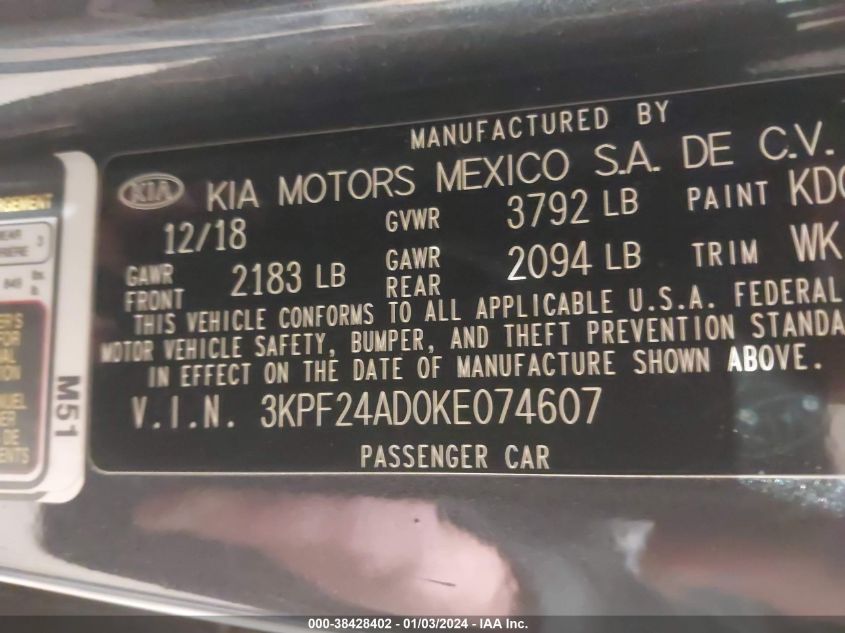 MANUFACTURED BY
KIA KIA MOTORS MEXICO S.A. DE C.V.
12/18 GVWR 3792 LB PAINT
GAWR FRONT 2183 LB GAWR REAR 2094 LB TRIM WK
THIS VEHICLE CONFORMS TO ALL APPLICABLE U.S.A. FEDERAL
MOTOR VEHICLE SAFETY, BUMPER, AND THEFT PREVENTION STANDA
IN EFFECT ON THE DATE OF MANUFACTURE SHOWN ABOVE.
V.I.N. 3KPF24AD0KE074607
PASSENGER CAR
M51
000-38428402 - 01/03/2024 - IAA Inc.